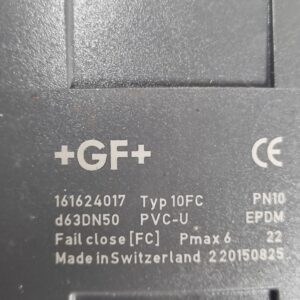 +GF+ CE
161624017 Typ 10FC PN10
d63DN50 PVC-U EPDM
Fail close [FC] Pmax 6 22
Made in Switzerland 220150825